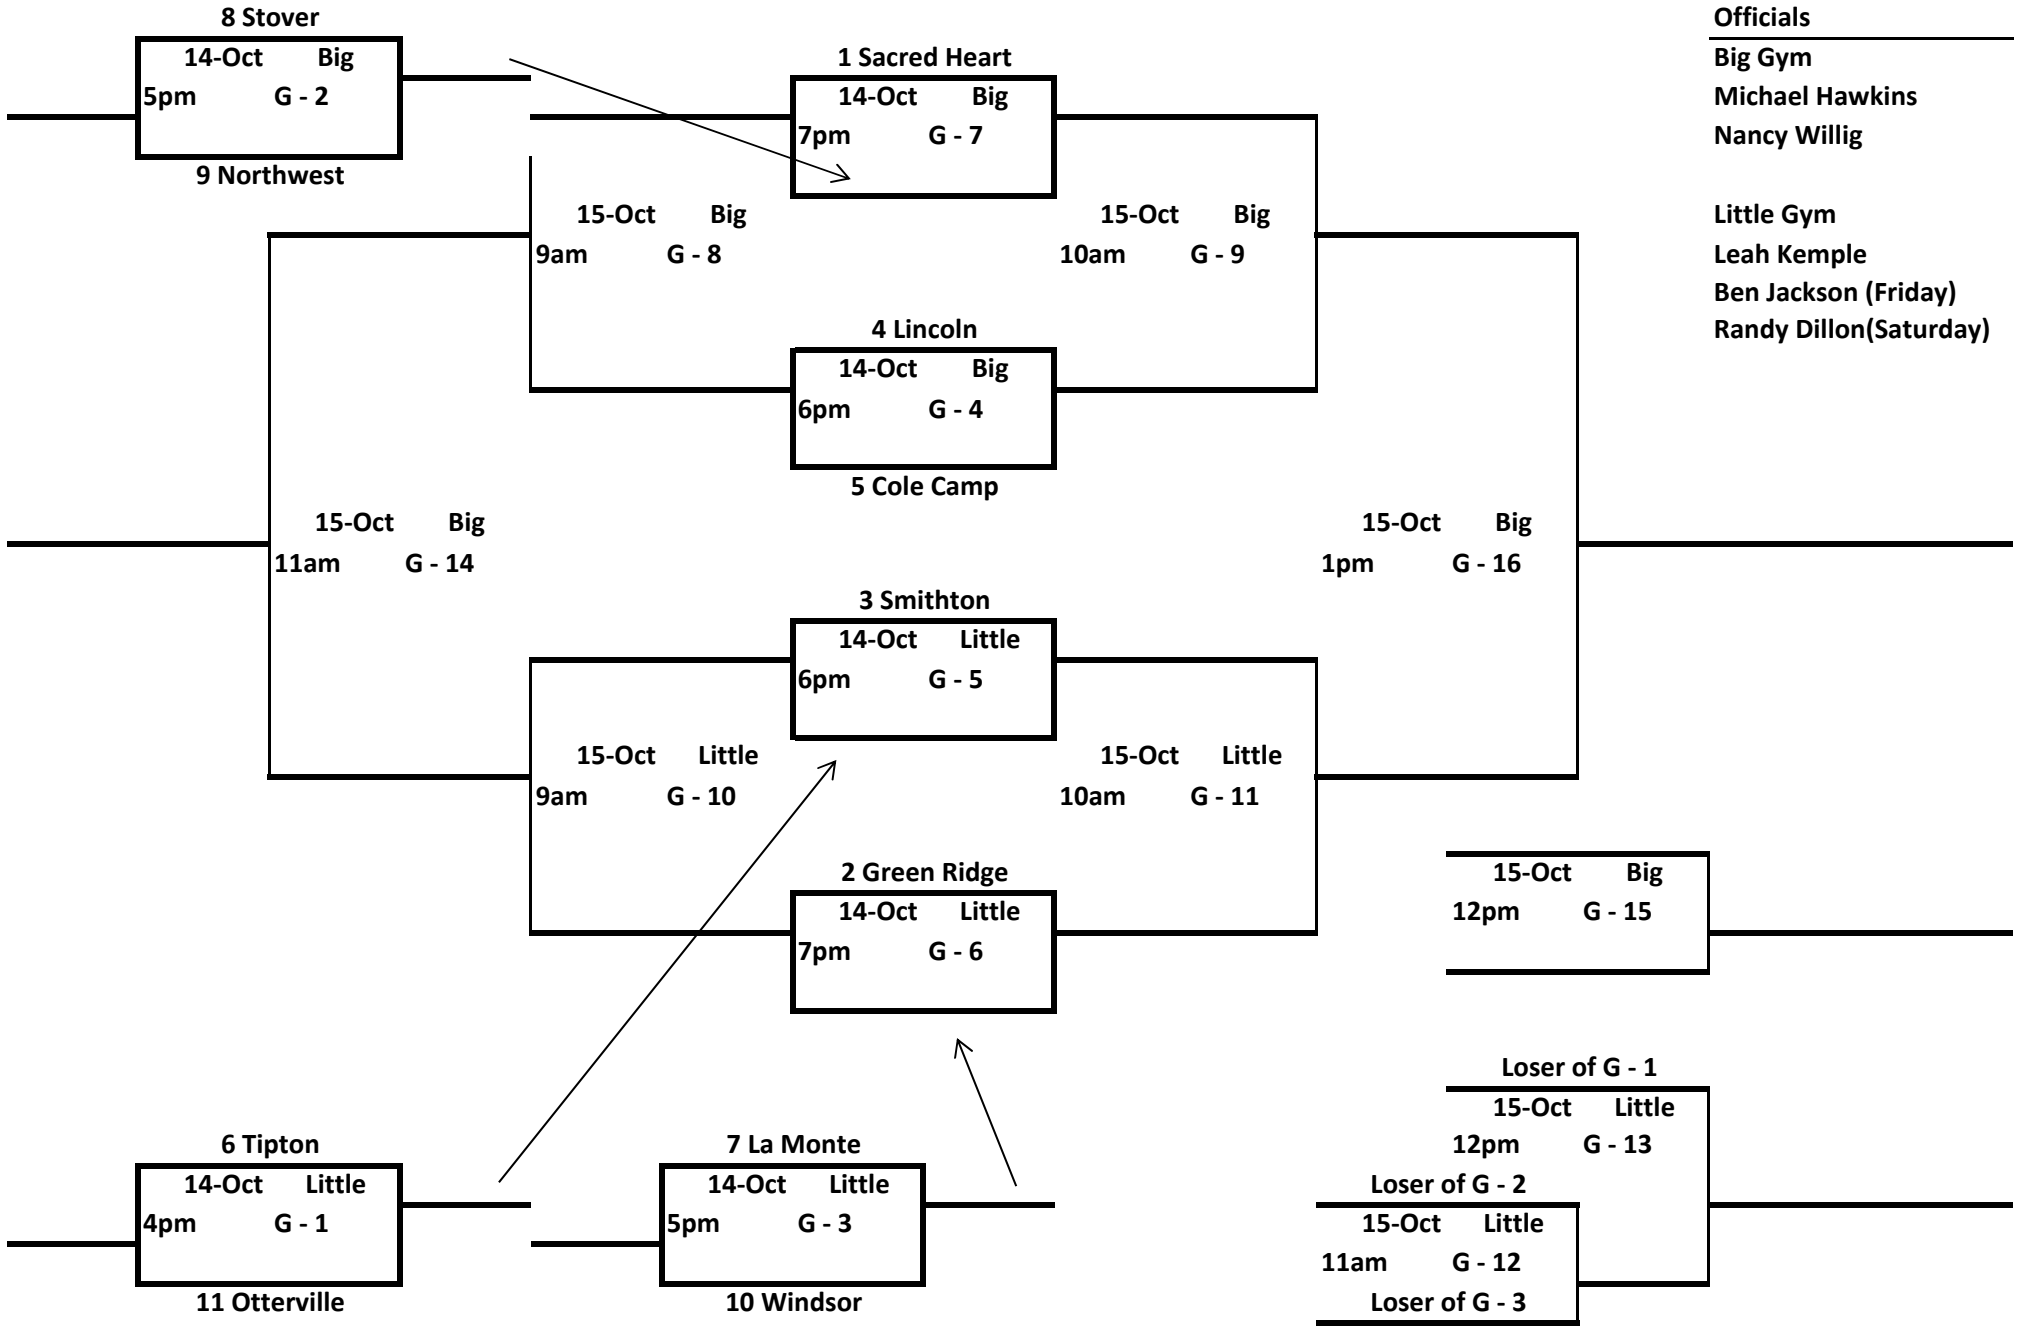 8 Stover
14-Oct Big
5pm G - 2
9 Northwest
1 Sacred Heart
14-Oct Big
7pm G - 7
Officials
Big Gym
Michael Hawkins
Nancy Willig
Little Gym
Leah Kemple
Ben Jackson (Friday)
Randy Dillon(Saturday)
15-Oct Big
9am G - 8
15-Oct Big
10am G - 9
4 Lincoln
14-Oct Big
6pm G - 4
5 Cole Camp
15-Oct Big
11am G - 14
15-Oct Big
1pm G - 16
3 Smithton
14-Oct Little
6pm G - 5
15-Oct Little
9am G - 10
15-Oct Little
10am G - 11
2 Green Ridge
14-Oct Little
7pm G - 6
15-Oct Big
12pm G - 15
6 Tipton
14-Oct Little
4pm G - 1
11 Otterville
7 La Monte
14-Oct Little
5pm G - 3
10 Windsor
Loser of G - 1
15-Oct Little
12pm G - 13
Loser of G - 2
15-Oct Little
11am G - 12
Loser of G - 3